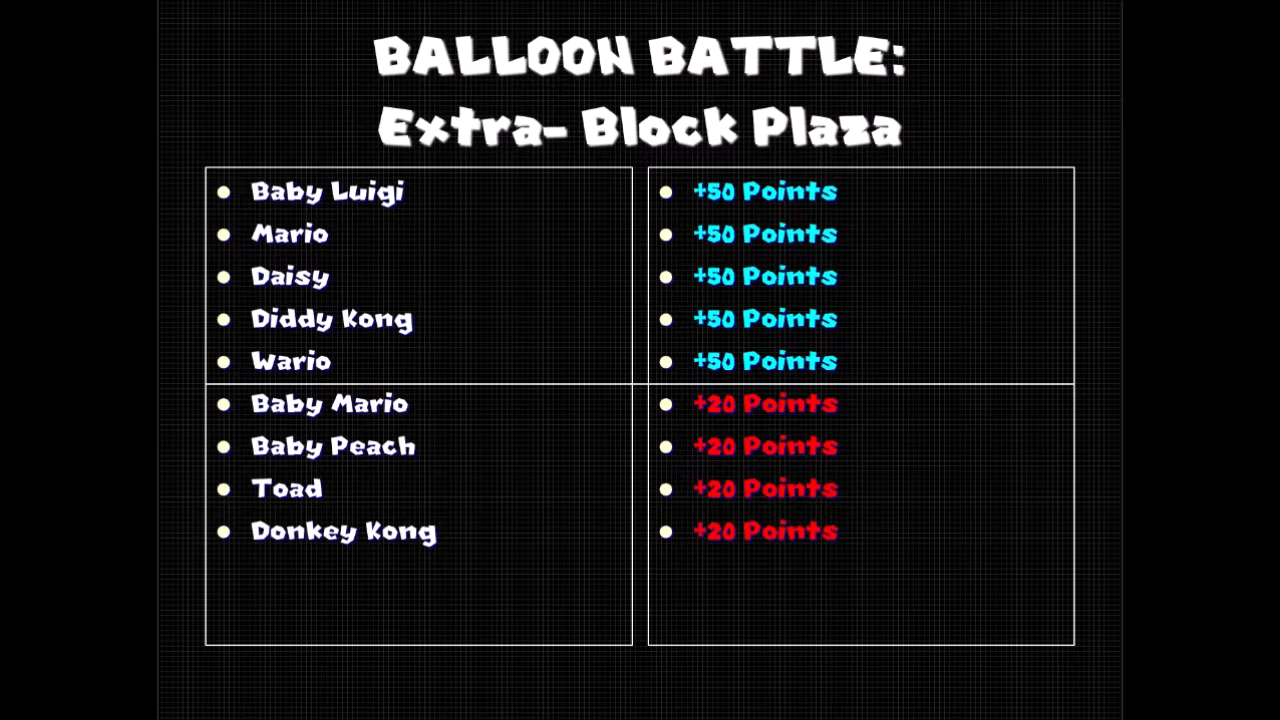 BALLOON BATTLE:
Extra- Block Plaza
Baby Luigi
Mario
Daisy
Diddy Kong
Wario
Baby Mario
Baby Peach
Toad
Donkey Kong
+50 Points
+50 Points
+50 Points
+50 Points
+50 Points
+20 Points
+20 Points
+20 Points
+20 Points